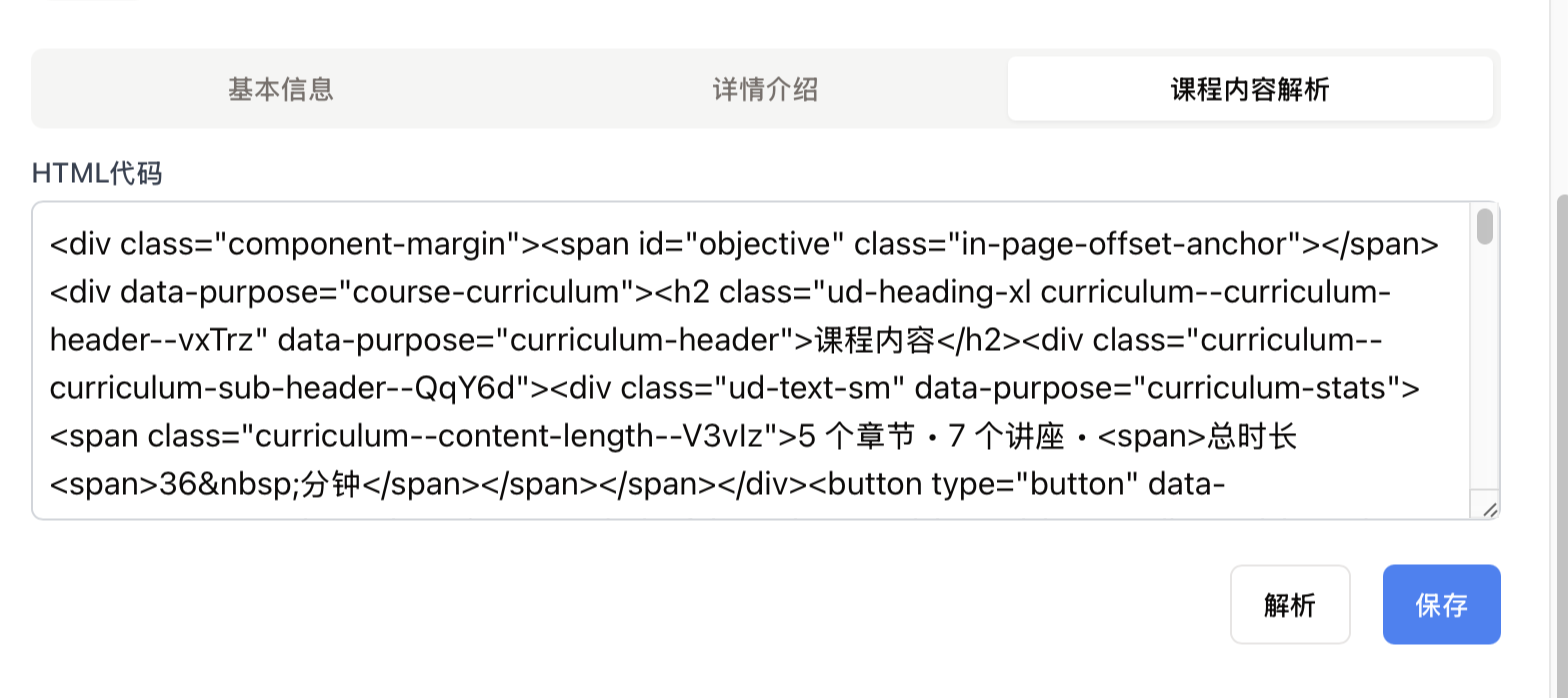 基本信息
详情介绍
课程内容解析
HTML代码
<div class="component-margin"><span id="objective" class="in-page-offset-anchor"></span>
<div data-purpose="course-curriculum"><h2 class="ud-heading-xl curriculum--curriculum-
header--vxTrz" data-purpose="curriculum-header">课程内容</h2><div class="curriculum--
curriculum-sub-header--QqY6d"><div class="ud-text-sm" data-purpose="curriculum-stats">
<span class="curriculum--content-length--V3vIz">5 个章节 • 7 个讲座 • <span>总时长
<span>36&nbsp;分钟</span></span></span></div><button type="button" data-
解析
保存